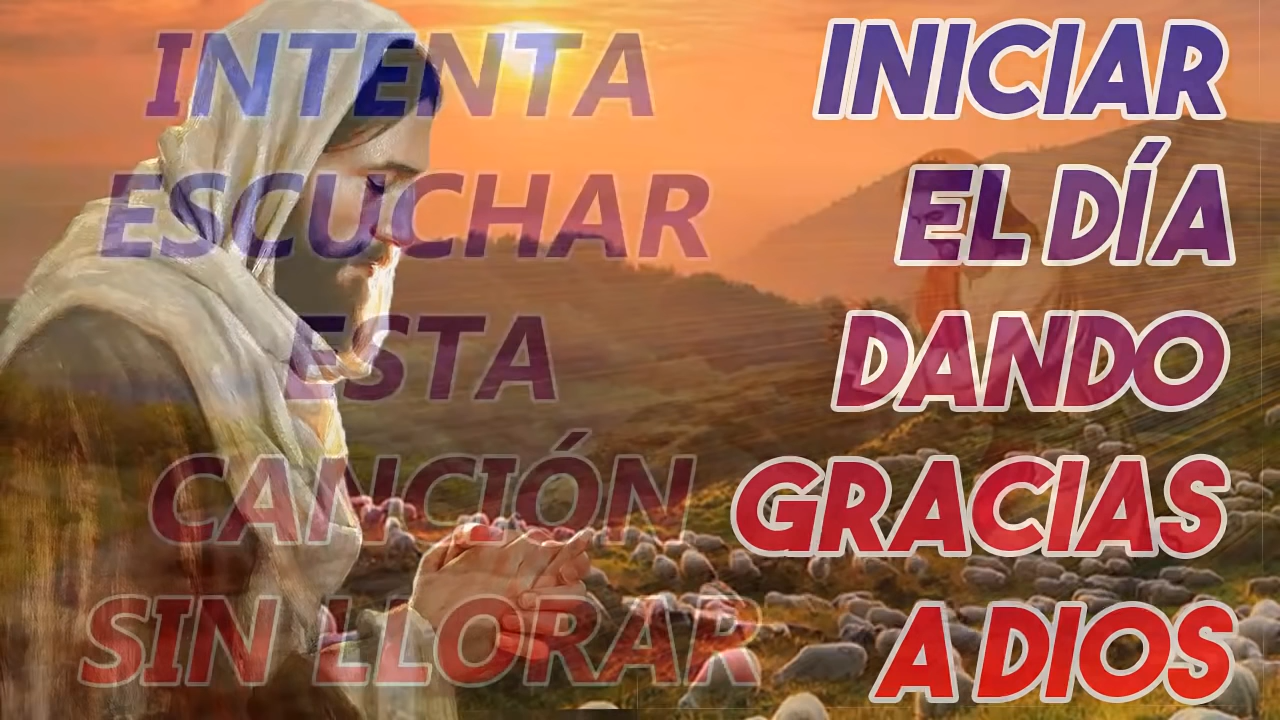 INTENTA
ESCUCHAR
ESTA
CANCIÓN
SIN LLORAR
INICIAR
EL DÍA
DANDO
GRACIAS
A DIOS